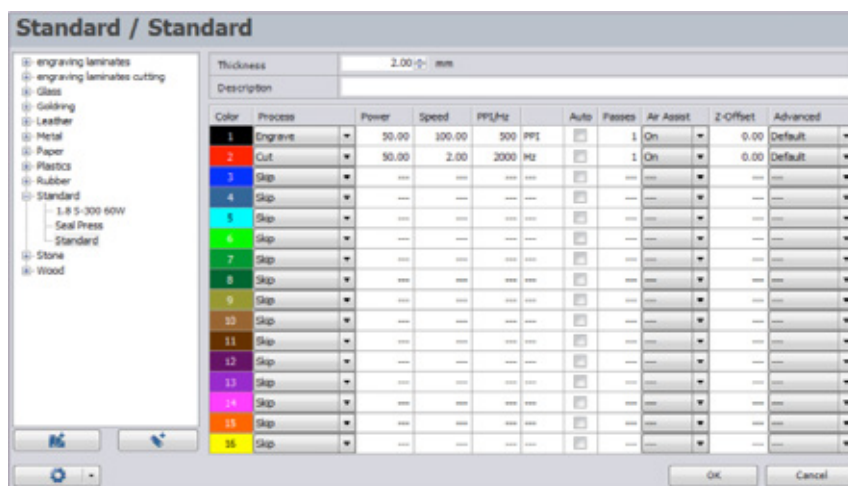 Standard / Standard
engraving laminates
engraving laminates cutting
Glass
Goldring
Leather
Metal
Paper
Plastics
Rubber
Standard
1.8 S-300 60W
Seal Press
Standard
Stone
Wood
Thickness 2.00 mm
Description
Color Process Power Speed PPI/Hz Auto Passes Air Assist Z-Offset Advanced
1 Engrave 50.00 100.00 500 PPI 1 On 0.00 Default
2 Cut 50.00 2.00 2000 Hz 1 On 0.00 Default
3 Skip --- --- --- --- --- --- --- ---
4 Skip --- --- --- --- --- --- --- ---
5 Skip --- --- --- --- --- --- --- ---
6 Skip --- --- --- --- --- --- --- ---
7 Skip --- --- --- --- --- --- --- ---
8 Skip --- --- --- --- --- --- --- ---
9 Skip --- --- --- --- --- --- --- ---
10 Skip --- --- --- --- --- --- --- ---
11 Skip --- --- --- --- --- --- --- ---
12 Skip --- --- --- --- --- --- --- ---
13 Skip --- --- --- --- --- --- --- ---
14 Skip --- --- --- --- --- --- --- ---
15 Skip --- --- --- --- --- --- --- ---
16 Skip --- --- --- --- --- --- --- ---
OK Cancel